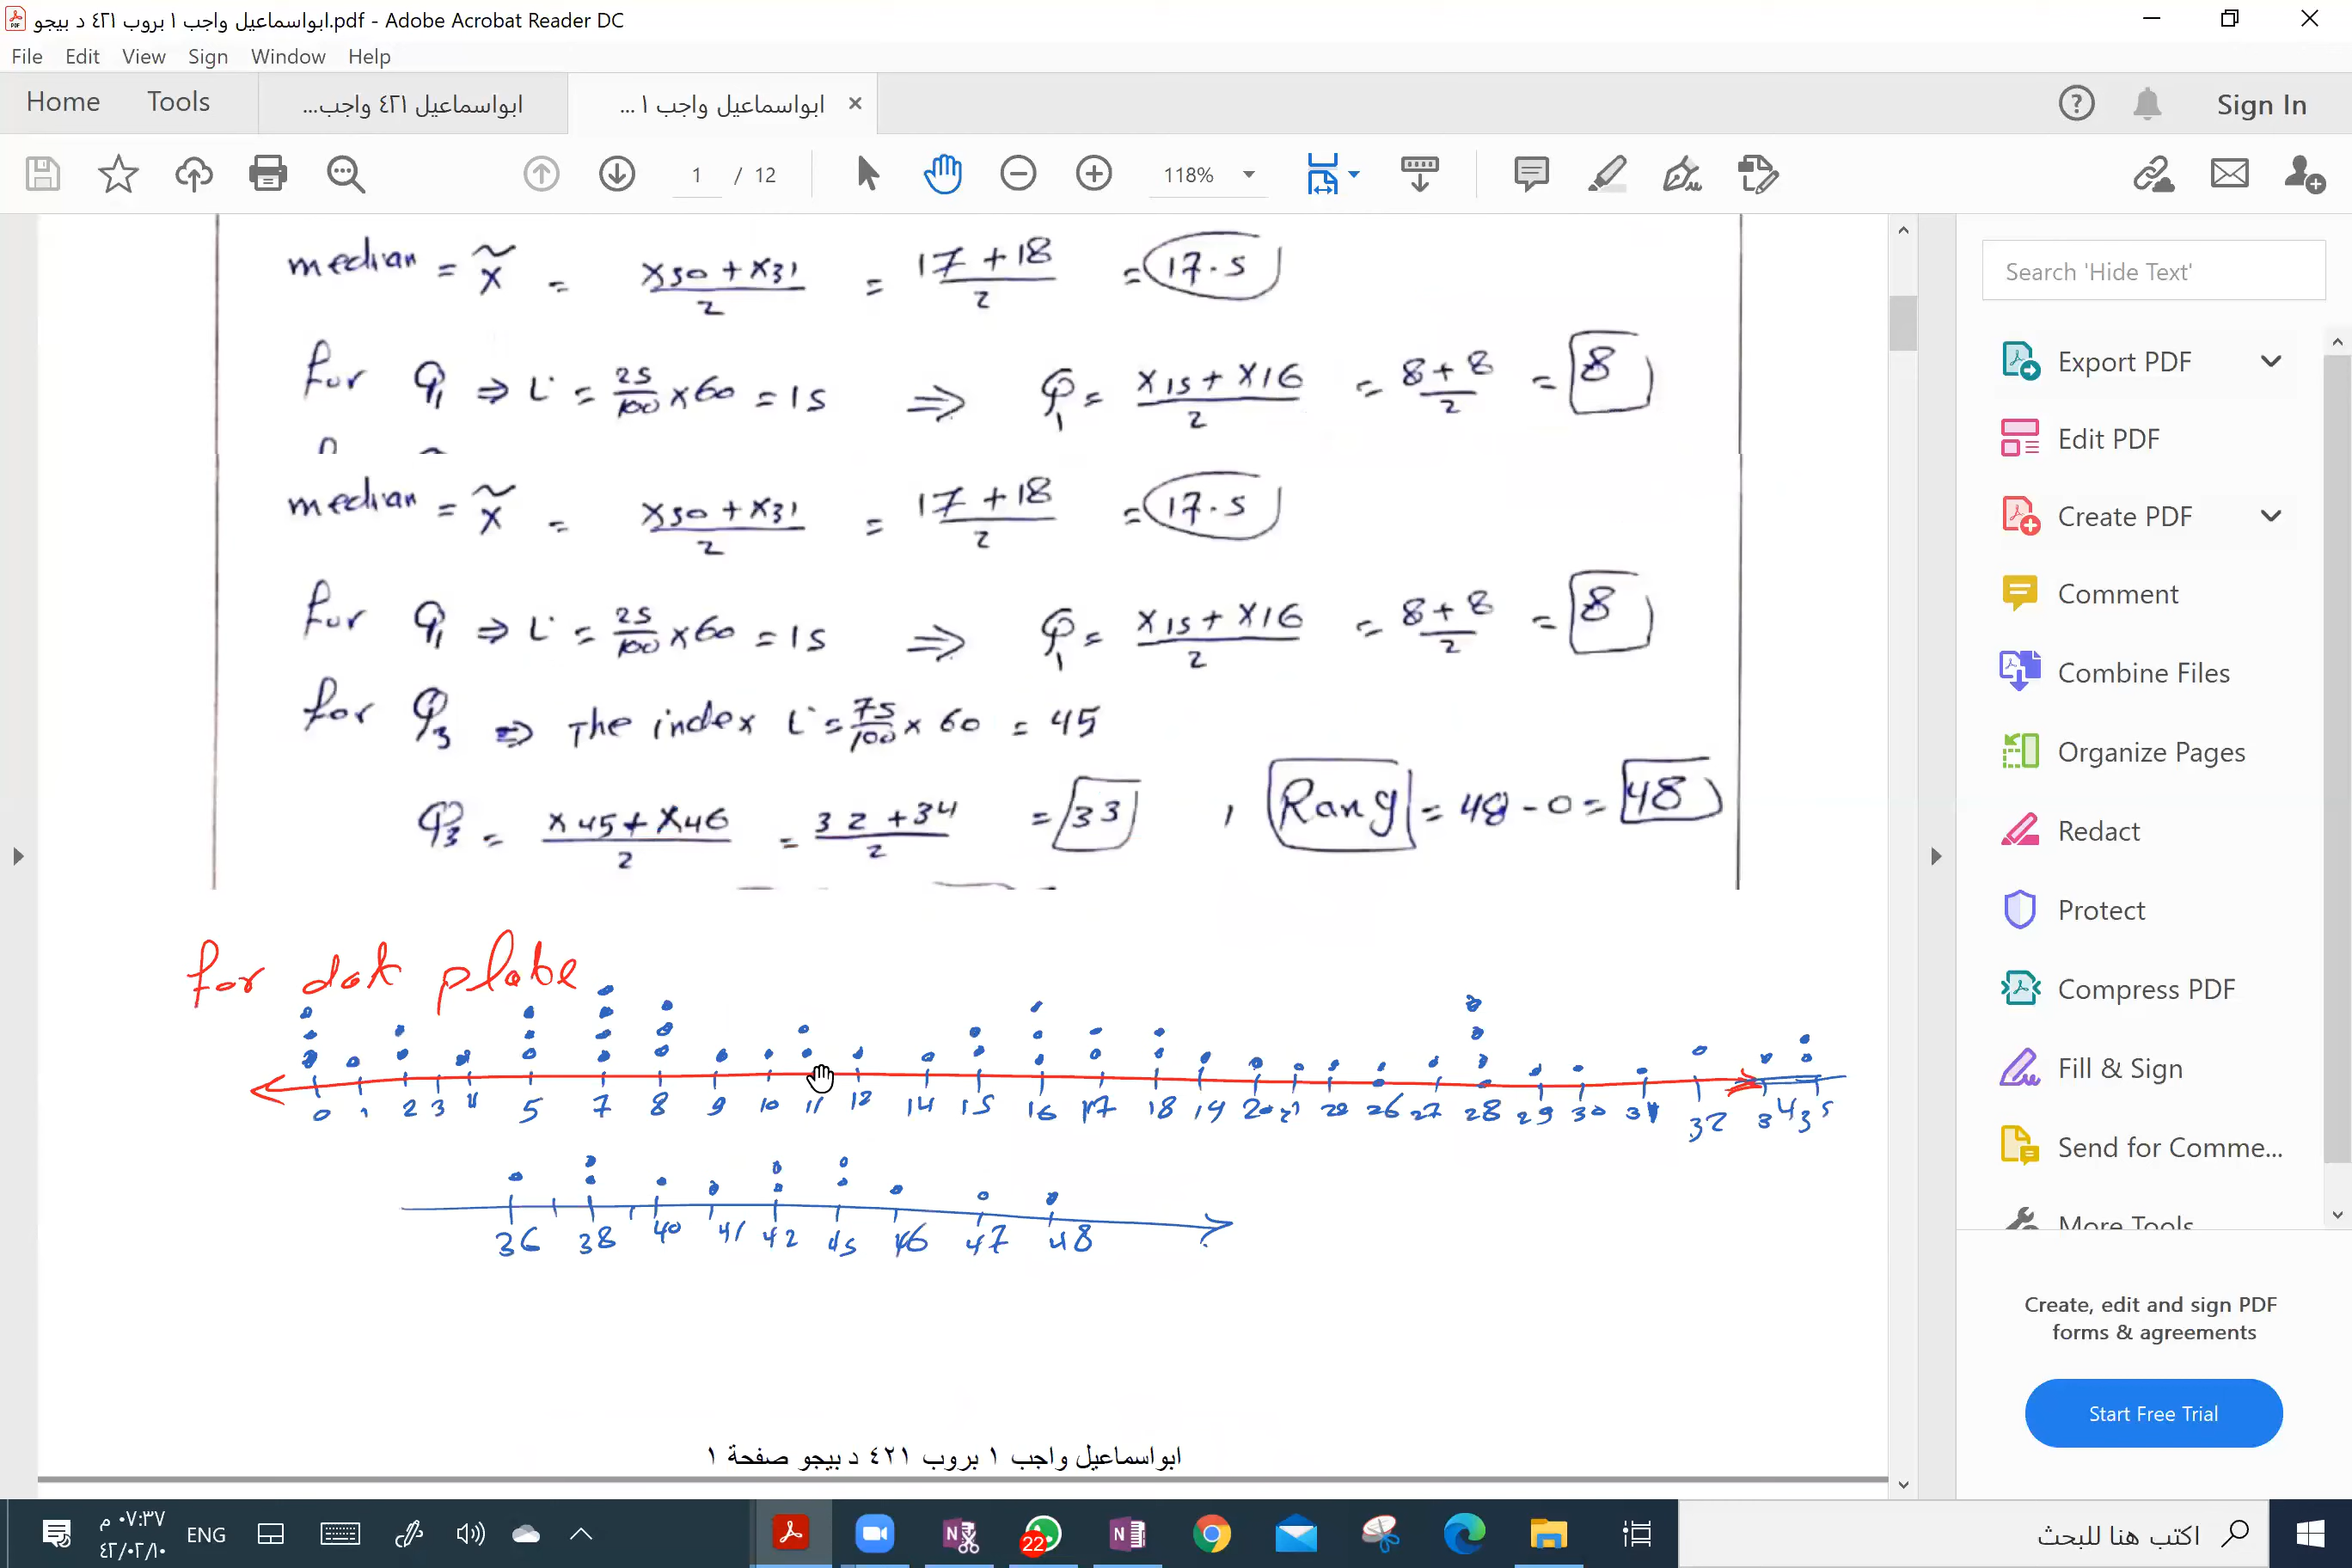 ابواسماعيل واجب ١ بروب ٤٢١ د بيجو.pdf - Adobe Acrobat Reader DC
File Edit View Sign Window Help
Home Tools ابواسماعيل ٤٢١ واجب... ابواسماعيل واجب ١ ... × Sign In
1 / 12 118%
median = x̃ = x30 + x31 / 2 = 17 + 18 / 2 = 17.5
for Q1 ⇒ i = 25/100 x 60 = 15 ⇒ Q1 = x15 + x16 / 2 = 8 + 8 / 2 = 8
median = x̃ = x30 + x31 / 2 = 17 + 18 / 2 = 17.5
for Q1 ⇒ i = 25/100 x 60 = 15 ⇒ Q1 = x15 + x16 / 2 = 8 + 8 / 2 = 8
for Q3 ⇒ The index i = 75/100 x 60 = 45
Q3 = x45 + x46 / 2 = 32 + 34 / 2 = 33 , Rang = 48 - 0 = 48
for dot plobe
0 1 2 3 4 5 7 8 9 10 11 12 14 15 16 17 18 19 20 21 22 26 27 28 29 30 31 32 34 35
36 38 40 41 42 45 46 47 48
ابواسماعيل واجب ١ بروب ٤٢١ د بيجو صفحة ١
Search 'Hide Text'
Export PDF
Edit PDF
Create PDF
Comment
Combine Files
Organize Pages
Redact
Protect
Compress PDF
Fill & Sign
Send for Comme...
More Tools
Create, edit and sign PDF
forms & agreements
Start Free Trial
٠٧:٣٧ م
٤٢/٠٢/١٠
ENG
22
اكتب هنا للبحث